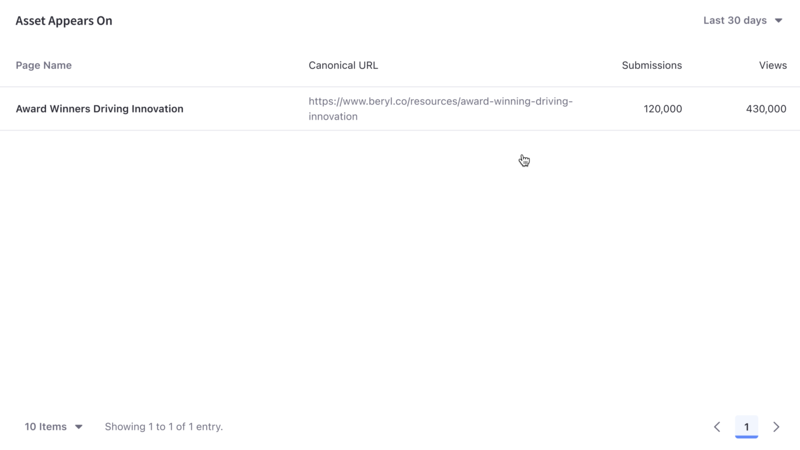 Asset Appears On
Last 30 days
Page Name Canonical URL Submissions Views
Award Winners Driving Innovation https://www.beryl.co/resources/award-winning-driving-
innovation 120,000 430,000
10 Items Showing 1 to 1 of 1 entry. 1